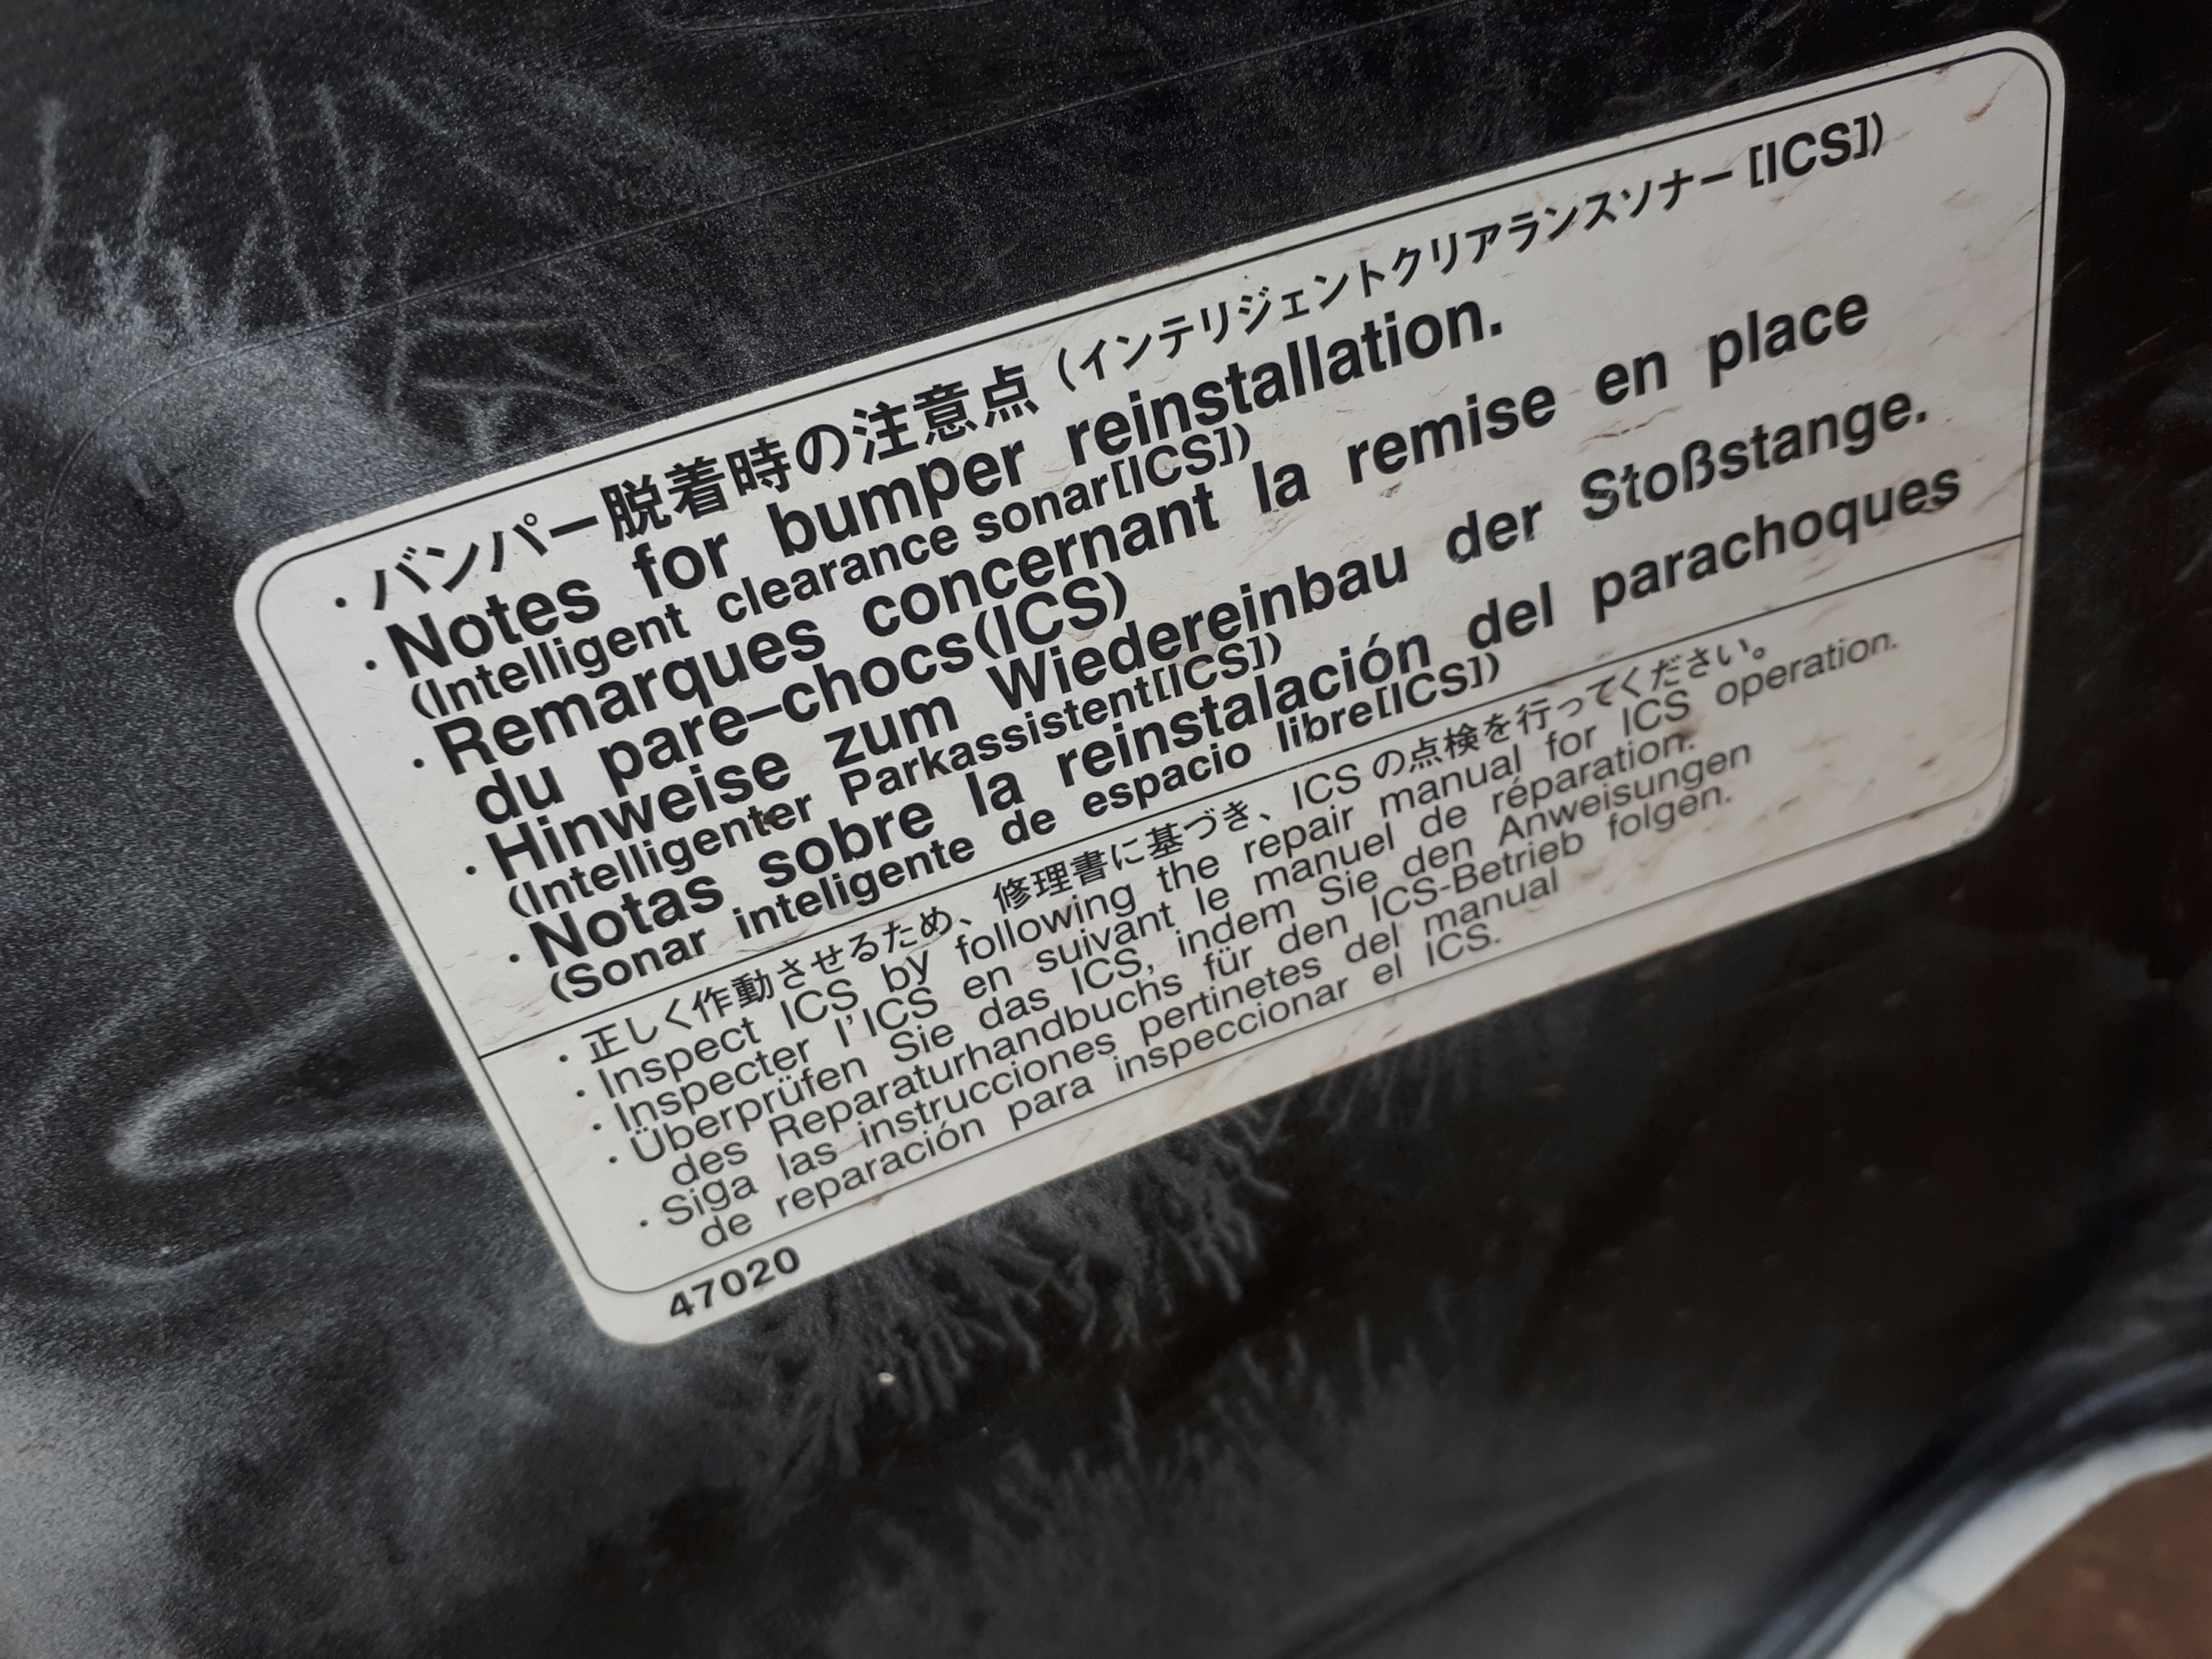 ・バンパー脱着時の注意点（インテリジェントクリアランスソナー [ICS]）
・Notes for bumper reinstallation.
(Intelligent clearance sonar[ICS])
・Remarques concernant la remise en place
du pare–chocs(ICS)
・Hinweise zum Wiedereinbau der Stoßstange.
(Intelligenter Parkassistent[ICS])
・Notas sobre la reinstalación del parachoques
(Sonar inteligente de espacio libre[ICS])
・正しく作動させるため、修理書に基づき、ICS の点検を行ってください。
・Inspect ICS by following the repair manual for ICS operation.
・Inspecter l'ICS en suivant le manuel de réparation.
・Überprüfen Sie das ICS, indem Sie den Anweisungen
des Reparaturhandbuchs für den ICS-Betrieb folgen.
・Siga las instrucciones pertinetes del manual
de reparación para inspeccionar el ICS.
47020